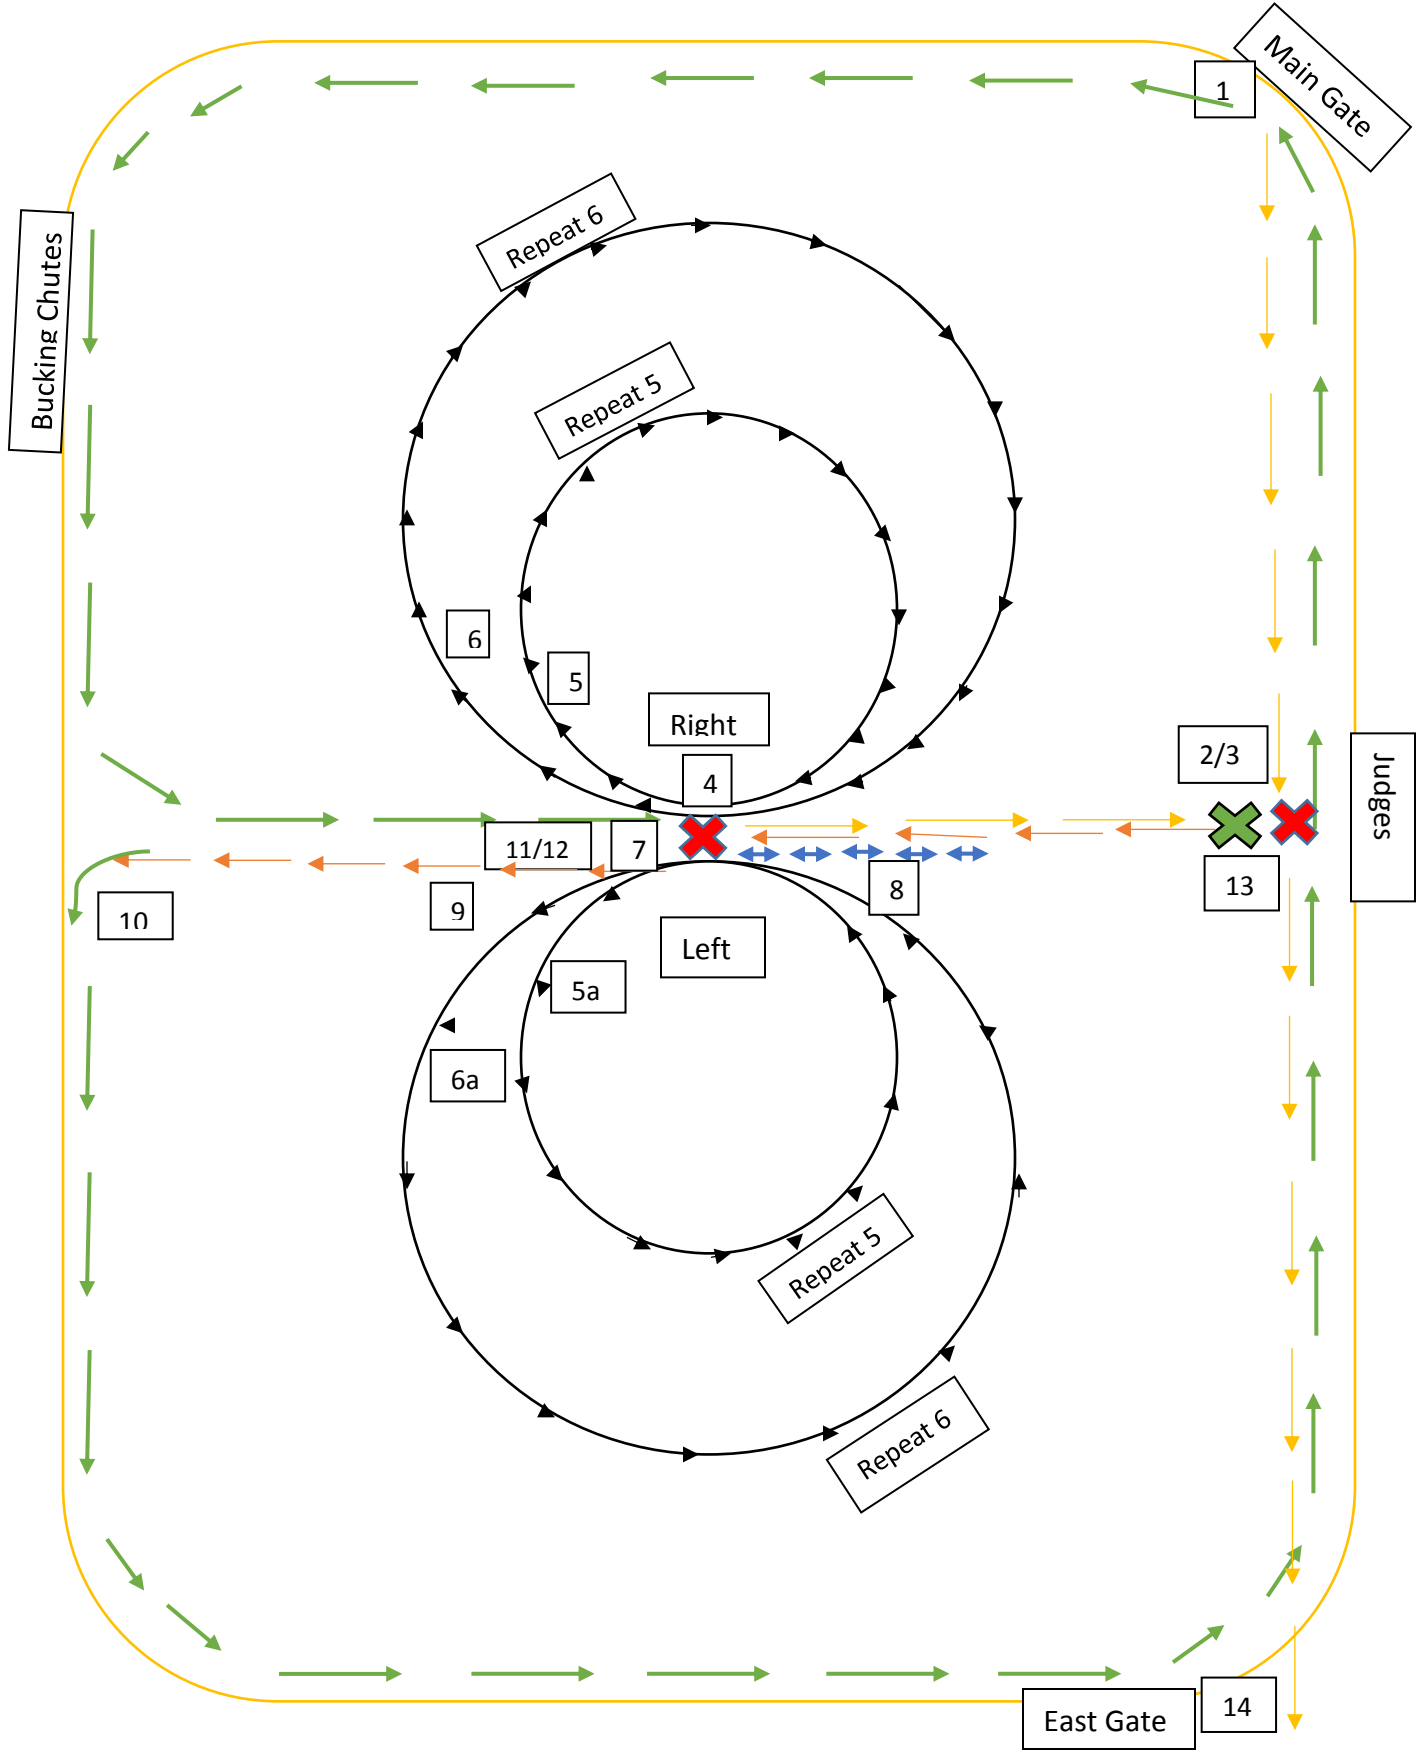 Main Gate
1
Repeat 6
Bucking Chutes
Repeat 5
6
5
Right
4
2/3
Judges
11/12
7
13
8
9
10
Left
5a
6a
Repeat 5
Repeat 6
14
East Gate